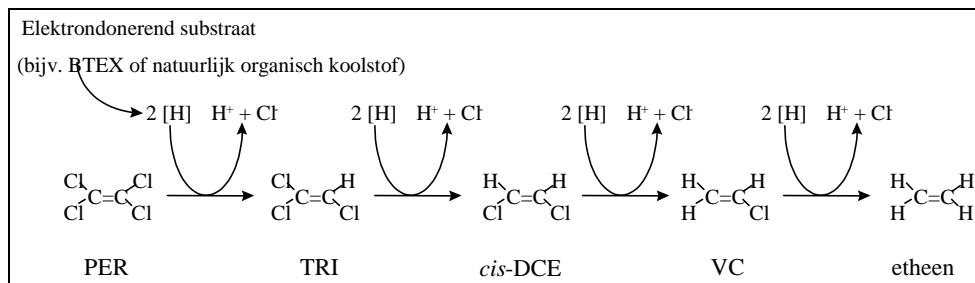 Elektrondonerend substraat
(bijv. BTEX of natuurlijk organisch koolstof)
2 [H] H⁺ + Cl⁻ 2 [H] H⁺ + Cl⁻ 2 [H] H⁺ + Cl⁻ 2 [H] H⁺ + Cl⁻
Cl Cl Cl H H H H H H H
C=C C=C C=C C=C C=C
Cl Cl Cl Cl Cl Cl H Cl H H
PER TRI cis-DCE VC etheen